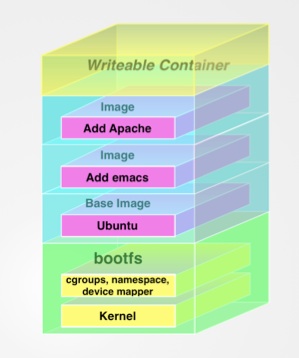 Writeable Container
Image
Add Apache
Image
Add emacs
Base Image
Ubuntu
bootfs
cgroups, namespace,
device mapper
Kernel